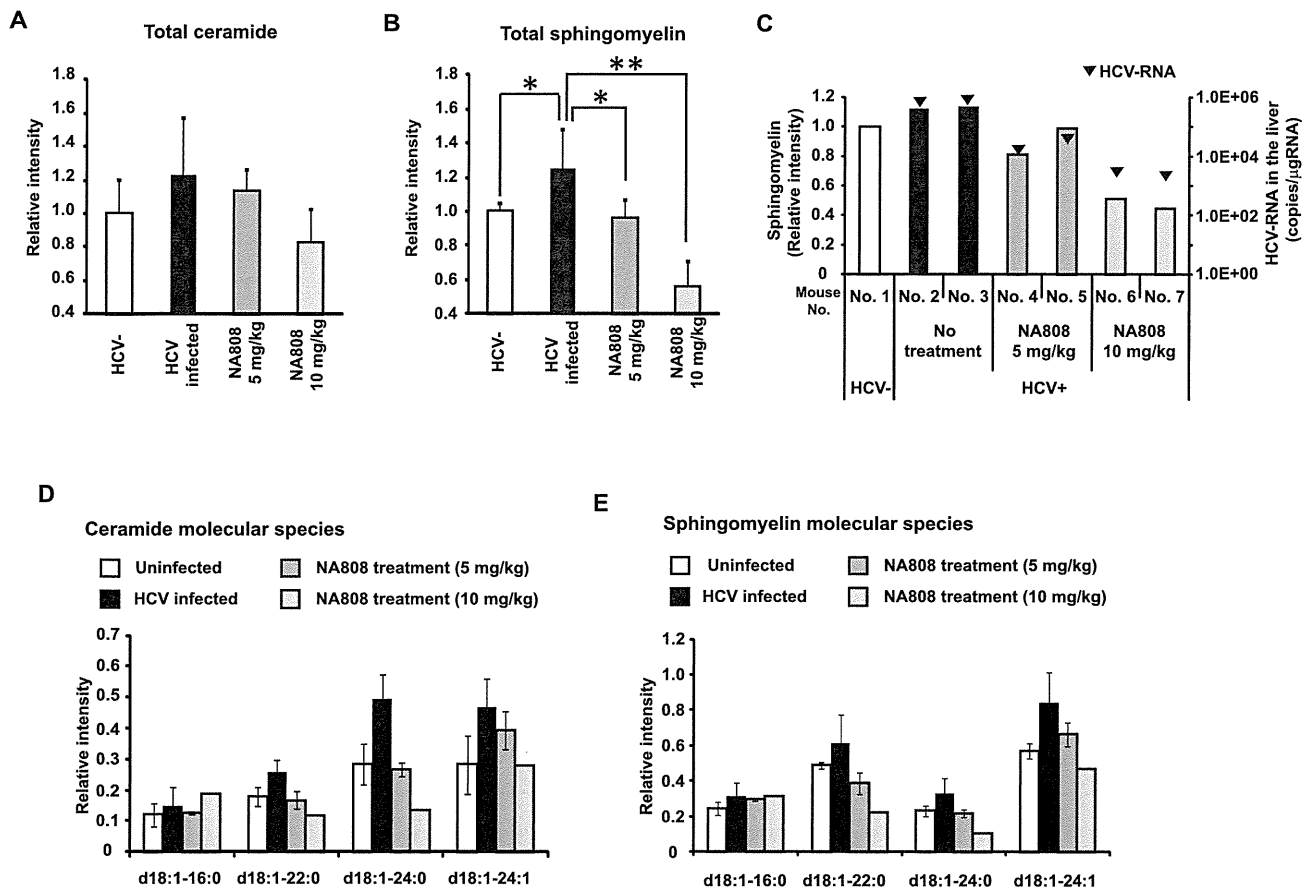 A
Total ceramide
Relative intensity
1.8
1.6
1.4
1.2
1.0
0.8
0.6
0.4
HCV-
HCV
infected
NA808
5 mg/kg
NA808
10 mg/kg
B
Total sphingomyelin
Relative intensity
1.8
1.6
1.4
1.2
1.0
0.8
0.6
0.4
*
*
**
HCV-
HCV
infected
NA808
5 mg/kg
NA808
10 mg/kg
C
▼HCV-RNA
Sphingomyelin
(Relative intensity)
1.2
1.0
0.8
0.6
0.4
0.2
0
1.0E+06
1.0E+04
1.0E+02
1.0E+00
HCV-RNA in the liver
(copies/μgRNA)
Mouse
No.
No. 1
No. 2
No. 3
No. 4
No. 5
No. 6
No. 7
No
treatment
NA808
5 mg/kg
NA808
10 mg/kg
HCV-
HCV+
D
Ceramide molecular species
Uninfected
NA808 treatment (5 mg/kg)
HCV infected
NA808 treatment (10 mg/kg)
Relative intensity
0.7
0.6
0.5
0.4
0.3
0.2
0.1
0
d18:1-16:0
d18:1-22:0
d18:1-24:0
d18:1-24:1
E
Sphingomyelin molecular species
Uninfected
NA808 treatment (5 mg/kg)
HCV infected
NA808 treatment (10 mg/kg)
Relative intensity
1.2
1.0
0.8
0.6
0.4
0.2
0
d18:1-16:0
d18:1-22:0
d18:1-24:0
d18:1-24:1